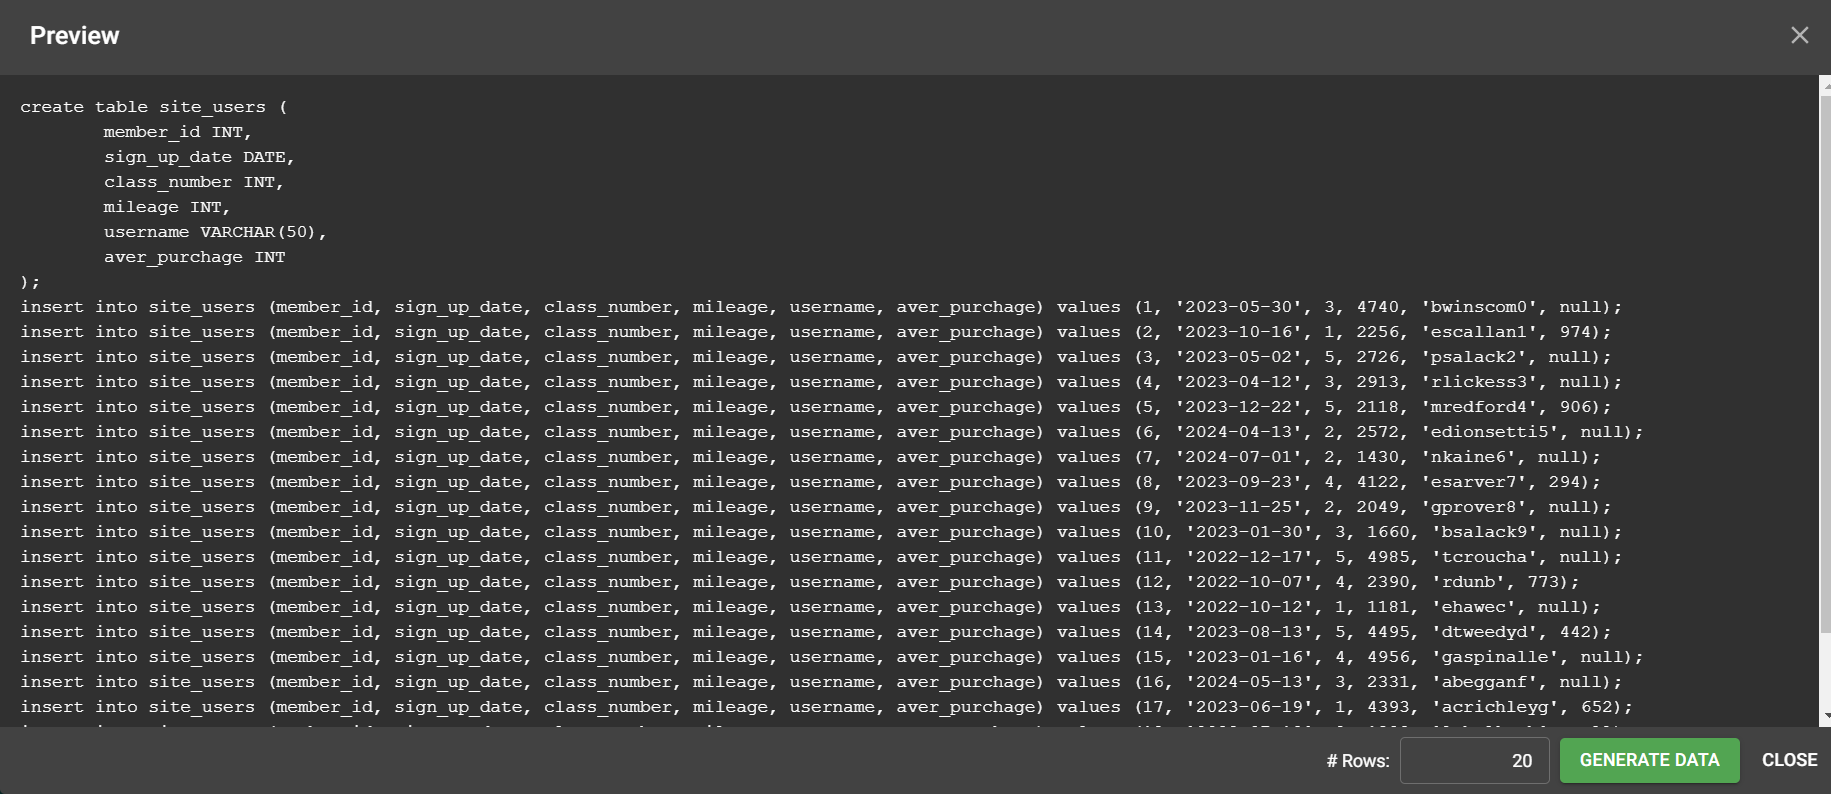 Preview
create table site_users (
member_id INT,
sign_up_date DATE,
class_number INT,
mileage INT,
username VARCHAR(50),
aver_purchage INT
);
insert into site_users (member_id, sign_up_date, class_number, mileage, username, aver_purchage) values (1, '2023-05-30', 3, 4740, 'bwinscom0', null);
insert into site_users (member_id, sign_up_date, class_number, mileage, username, aver_purchage) values (2, '2023-10-16', 1, 2256, 'escallan1', 974);
insert into site_users (member_id, sign_up_date, class_number, mileage, username, aver_purchage) values (3, '2023-05-02', 5, 2726, 'psalack2', null);
insert into site_users (member_id, sign_up_date, class_number, mileage, username, aver_purchage) values (4, '2023-04-12', 3, 2913, 'rlickess3', null);
insert into site_users (member_id, sign_up_date, class_number, mileage, username, aver_purchage) values (5, '2023-12-22', 5, 2118, 'mredford4', 906);
insert into site_users (member_id, sign_up_date, class_number, mileage, username, aver_purchage) values (6, '2024-04-13', 2, 2572, 'edionsetti5', null);
insert into site_users (member_id, sign_up_date, class_number, mileage, username, aver_purchage) values (7, '2024-07-01', 2, 1430, 'nkaine6', null);
insert into site_users (member_id, sign_up_date, class_number, mileage, username, aver_purchage) values (8, '2023-09-23', 4, 4122, 'esarver7', 294);
insert into site_users (member_id, sign_up_date, class_number, mileage, username, aver_purchage) values (9, '2023-11-25', 2, 2049, 'gprover8', null);
insert into site_users (member_id, sign_up_date, class_number, mileage, username, aver_purchage) values (10, '2023-01-30', 3, 1660, 'bsalack9', null);
insert into site_users (member_id, sign_up_date, class_number, mileage, username, aver_purchage) values (11, '2022-12-17', 5, 4985, 'tcroucha', null);
insert into site_users (member_id, sign_up_date, class_number, mileage, username, aver_purchage) values (12, '2022-10-07', 4, 2390, 'rdunb', 773);
insert into site_users (member_id, sign_up_date, class_number, mileage, username, aver_purchage) values (13, '2022-10-12', 1, 1181, 'ehawec', null);
insert into site_users (member_id, sign_up_date, class_number, mileage, username, aver_purchage) values (14, '2023-08-13', 5, 4495, 'dtweedyd', 442);
insert into site_users (member_id, sign_up_date, class_number, mileage, username, aver_purchage) values (15, '2023-01-16', 4, 4956, 'gaspinalle', null);
insert into site_users (member_id, sign_up_date, class_number, mileage, username, aver_purchage) values (16, '2024-05-13', 3, 2331, 'abegganf', null);
insert into site_users (member_id, sign_up_date, class_number, mileage, username, aver_purchage) values (17, '2023-06-19', 1, 4393, 'acrichleyg', 652);
# Rows: 20 GENERATE DATA CLOSE